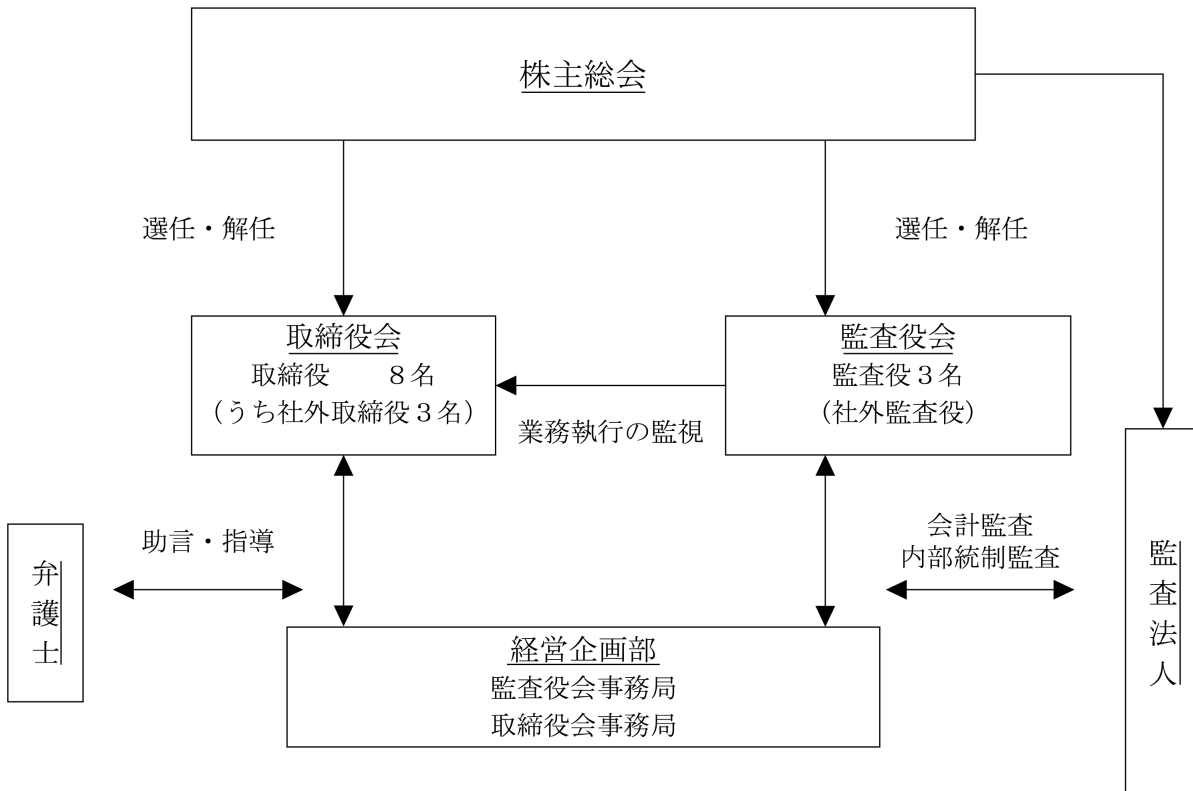 株主総会
選任・解任
選任・解任
取締役会
取締役　　８名
（うち社外取締役３名）
監査役会
監査役３名
（社外監査役）
業務執行の監視
弁護士
助言・指導
会計監査
内部統制監査
監査法人
経営企画部
監査役会事務局
取締役会事務局